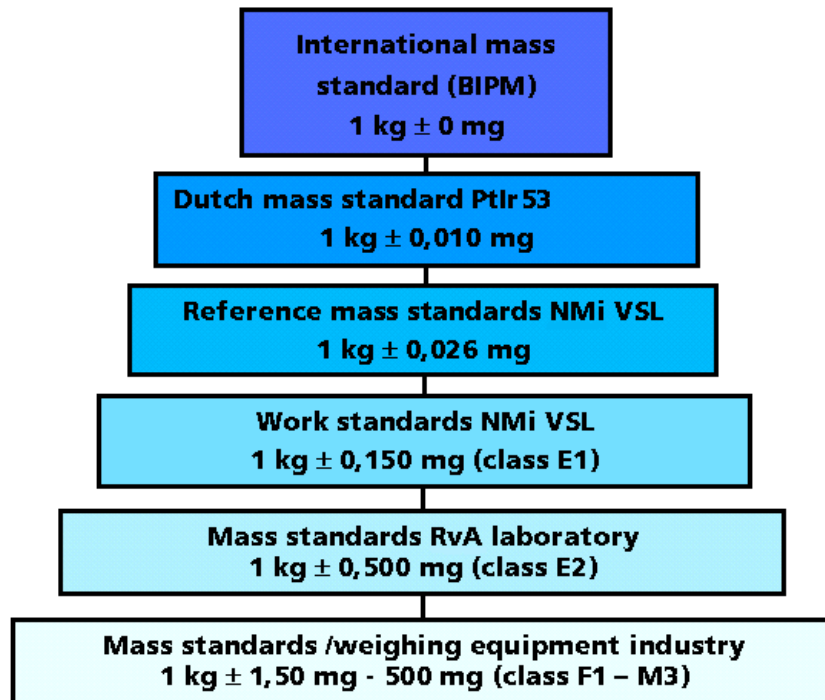 International mass
standard (BIPM)
1 kg ± 0 mg
Dutch mass standard PtIr53
1 kg ± 0,010 mg
Reference mass standards NMi VSL
1 kg ± 0,026 mg
Work standards NMi VSL
1 kg ± 0,150 mg (class E1)
Mass standards RvA laboratory
1 kg ± 0,500 mg (class E2)
Mass standards /weighing equipment industry
1 kg ± 1,50 mg - 500 mg (class F1 – M3)